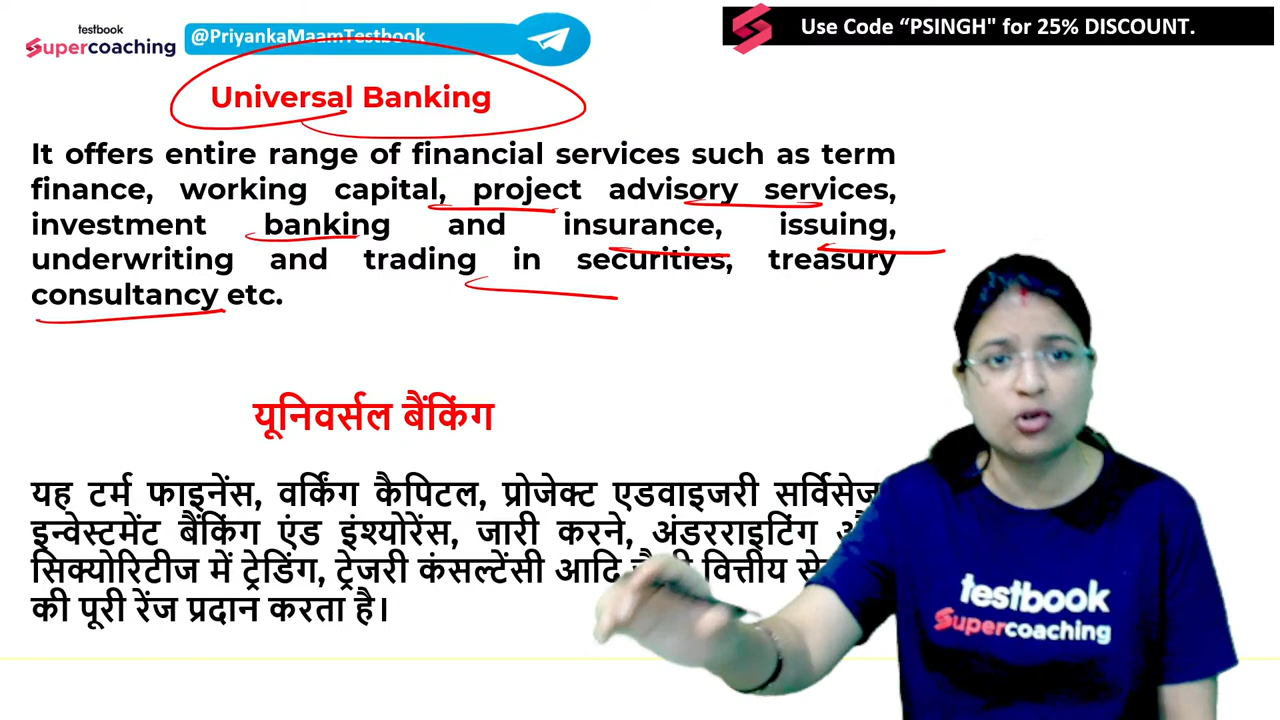 testbook
Supercoaching
@PriyankaMaamTestbook
Use Code “PSINGH" for 25% DISCOUNT.
Universal Banking
It offers entire range of financial services such as term
finance, working capital, project advisory services,
investment banking and insurance, issuing,
underwriting and trading in securities, treasury
consultancy etc.
यूनिवर्सल बैंकिंग
यह टर्म फाइनेंस, वर्किंग कैपिटल, प्रोजेक्ट एडवाइजरी सर्विसेज,
इन्वेस्टमेंट बैंकिंग एंड इंश्योरेंस, जारी करने, अंडरराइटिंग
सिक्योरिटीज में ट्रेडिंग, ट्रेजरी कंसल्टेंसी आदि वित्तीय
की पूरी रेंज प्रदान करता है।
testbook
Supercoaching